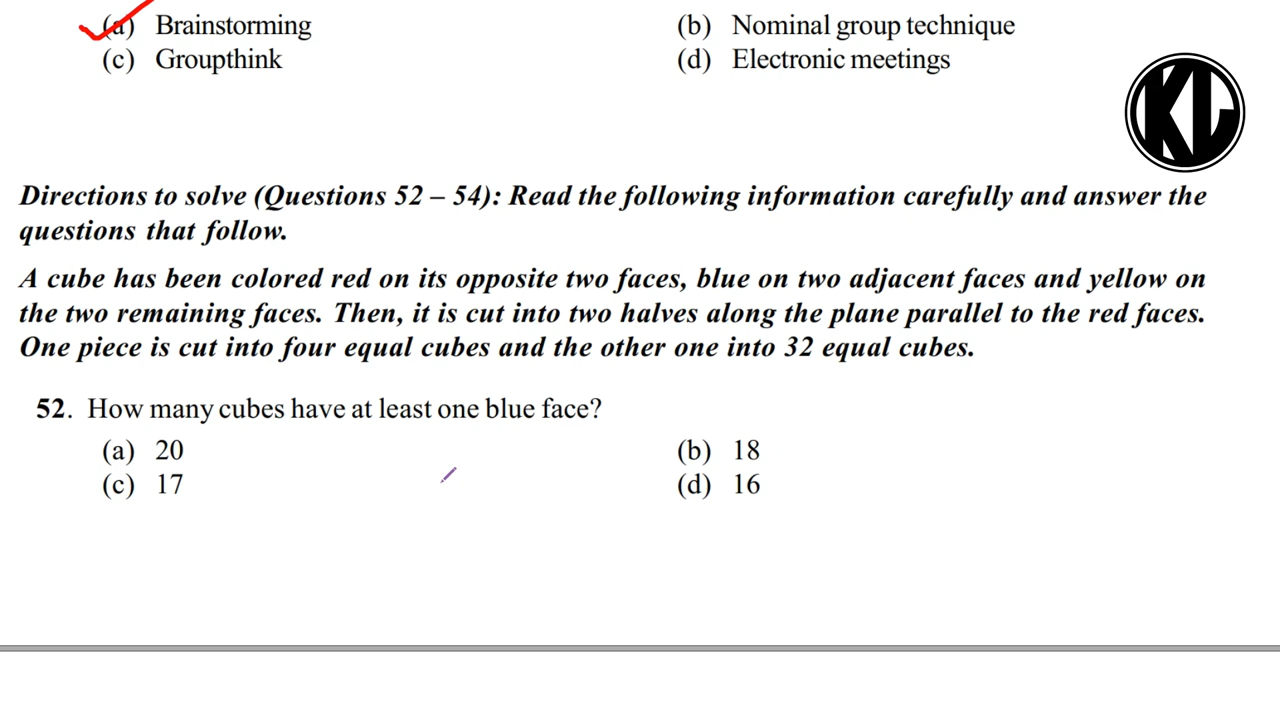 (a) Brainstorming (b) Nominal group technique
(c) Groupthink (d) Electronic meetings
KL
Directions to solve (Questions 52 – 54): Read the following information carefully and answer the
questions that follow.
A cube has been colored red on its opposite two faces, blue on two adjacent faces and yellow on
the two remaining faces. Then, it is cut into two halves along the plane parallel to the red faces.
One piece is cut into four equal cubes and the other one into 32 equal cubes.
52. How many cubes have at least one blue face?
(a) 20 (b) 18
(c) 17 (d) 16